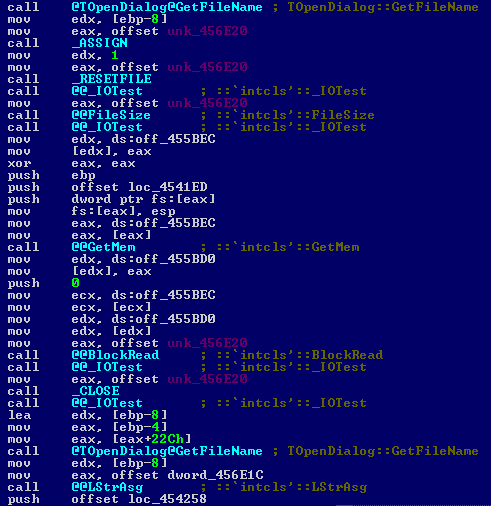 call @TOpenDialog@GetFileName ; TOpenDialog::GetFileName
mov edx, [ebp-8]
mov eax, offset unk_456E20
call _ASSIGN
mov edx, 1
mov eax, offset unk_456E20
call _RESETFILE
call @@_IOTest ; ::`intcls'::_IOTest
mov eax, offset unk_456E20
call @@FileSize ; ::`intcls'::FileSize
call @@_IOTest ; ::`intcls'::_IOTest
mov edx, ds:off_455BEC
mov [edx], eax
xor eax, eax
push ebp
push offset loc_4541ED
push dword ptr fs:[eax]
mov fs:[eax], esp
mov eax, ds:off_455BEC
mov eax, [eax]
call @@GetMem ; ::`intcls'::GetMem
mov edx, ds:off_455BD0
mov [edx], eax
push 0
mov ecx, ds:off_455BEC
mov ecx, [ecx]
mov edx, ds:off_455BD0
mov edx, [edx]
mov eax, offset unk_456E20
call @@BlockRead ; ::`intcls'::BlockRead
call @@_IOTest ; ::`intcls'::_IOTest
mov eax, offset unk_456E20
call _CLOSE
call @@_IOTest ; ::`intcls'::_IOTest
lea edx, [ebp-8]
mov eax, [ebp-4]
mov eax, [eax+22Ch]
call @TOpenDialog@GetFileName ; TOpenDialog::GetFileName
mov edx, [ebp-8]
mov eax, offset dword_456E1C
call @@LStrAsg ; ::`intcls'::LStrAsg
push offset loc_454258